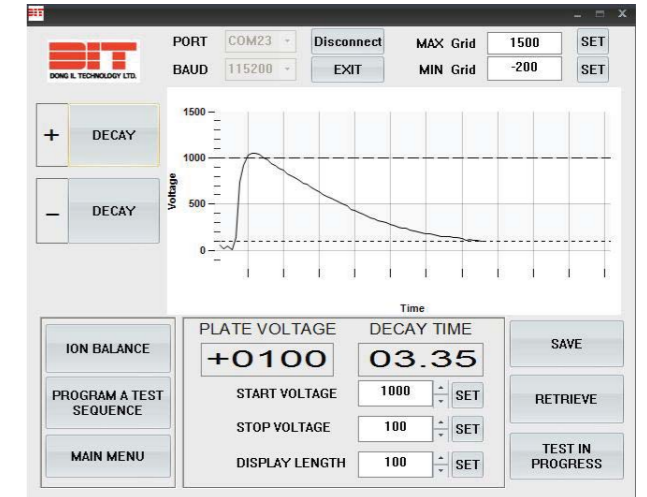 DIT
PORT COM23 Disconnect MAX Grid 1500 SET
DONG IL TECHNOLOGY LTD.
BAUD 115200 EXIT MIN Grid -200 SET
+ DECAY
- DECAY
1500
1000
500
0
Voltage
Time
ION BALANCE
PROGRAM A TEST
SEQUENCE
MAIN MENU
PLATE VOLTAGE DECAY TIME
+0100 03.35
START VOLTAGE 1000 SET
STOP VOLTAGE 100 SET
DISPLAY LENGTH 100 SET
SAVE
RETRIEVE
TEST IN
PROGRESS